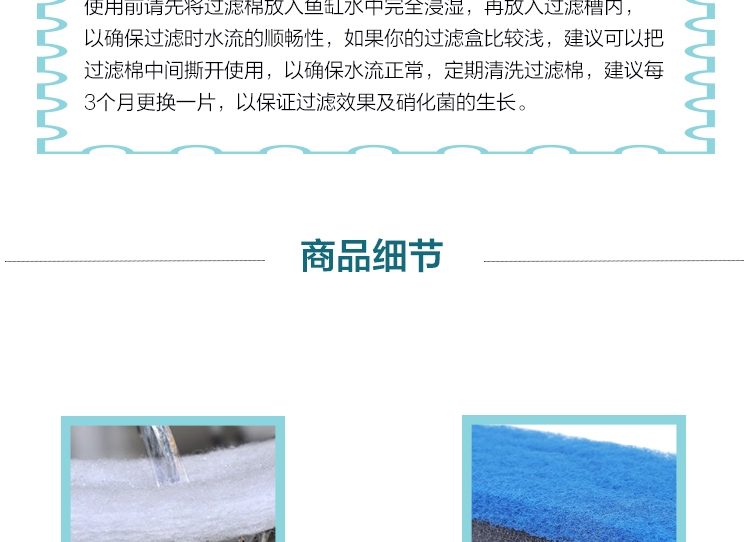 使用前请先将过滤棉放入鱼缸水中完全浸湿，再放入过滤槽内，
以确保过滤时水流的顺畅性，如果你的过滤盒比较浅，建议可以把
过滤棉中间撕开使用，以确保水流正常，定期清洗过滤棉，建议每
3个月更换一片，以保证过滤效果及硝化菌的生长。
商品细节